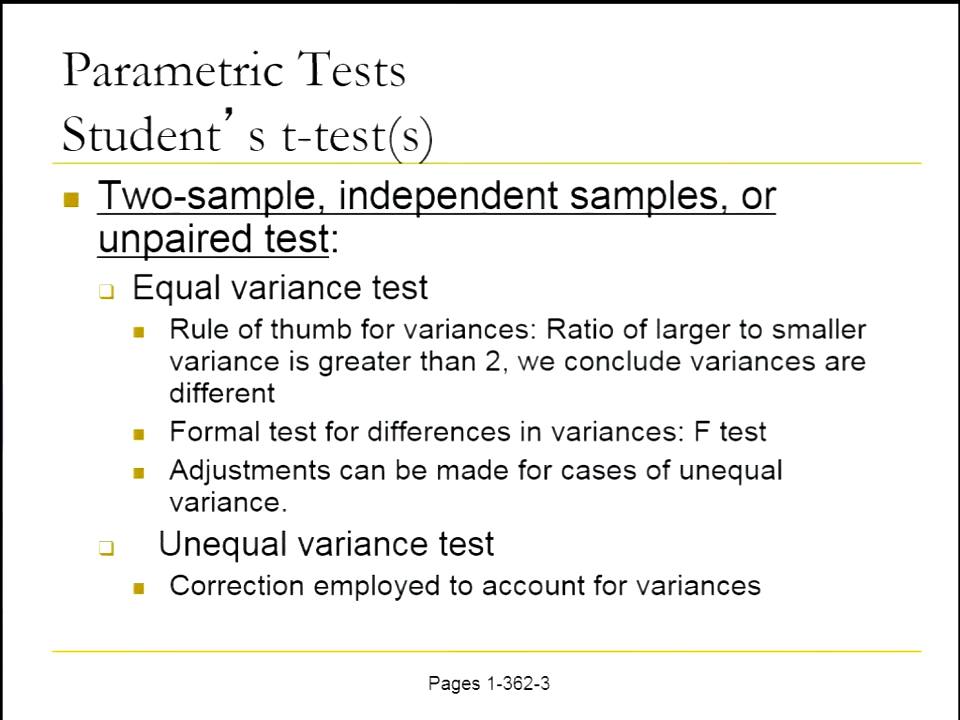 Parametric Tests
Student’s t-test(s)
Two-sample, independent samples, or
unpaired test:
Equal variance test
Rule of thumb for variances: Ratio of larger to smaller
variance is greater than 2, we conclude variances are
different
Formal test for differences in variances: F test
Adjustments can be made for cases of unequal
variance.
Unequal variance test
Correction employed to account for variances
Pages 1-362-3